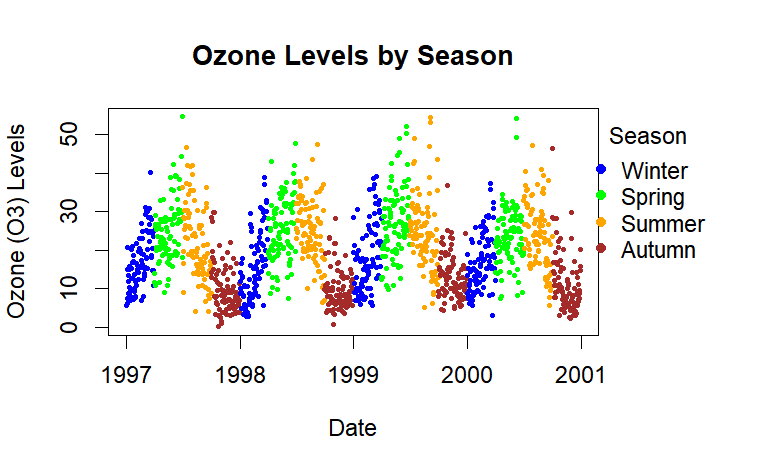 Ozone Levels by Season
Ozone (O3) Levels
50
30
10
0
1997 1998 1999 2000 2001
Date
Season
Winter
Spring
Summer
Autumn